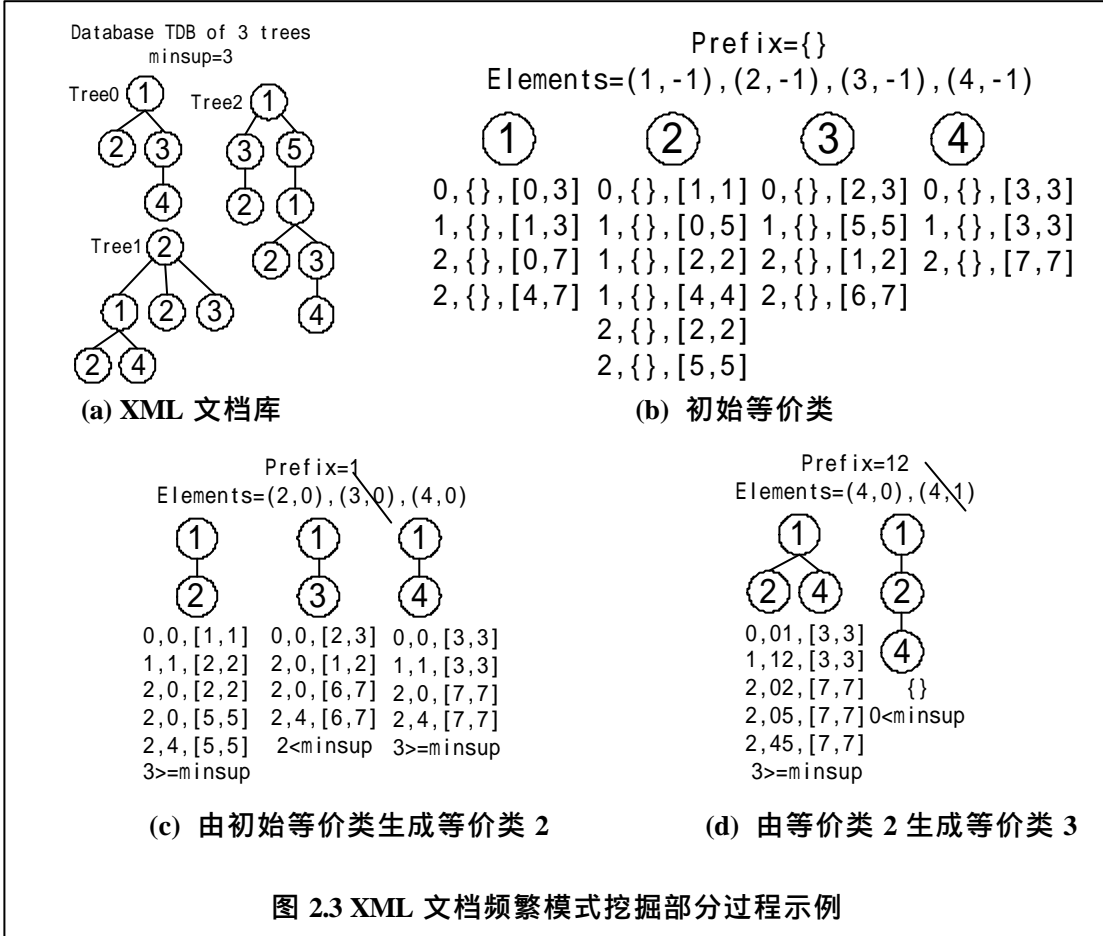 Database TDB of 3 trees
minsup=3
Tree0
1
2
3
4
Tree2
1
3
5
2
1
2
3
4
Tree1
2
1
2
3
2
4
(a) XML 文档库
Prefix={}
Elements=(1,-1),(2,-1),(3,-1),(4,-1)
1
2
3
4
0,{},[0,3] 0,{},[1,1] 0,{},[2,3] 0,{},[3,3]
1,{},[1,3] 1,{},[0,5] 1,{},[5,5] 1,{},[3,3]
2,{},[0,7] 1,{},[2,2] 2,{},[1,2] 2,{},[7,7]
2,{},[4,7] 1,{},[4,4] 2,{},[6,7]
2,{},[2,2]
2,{},[5,5]
(b) 初始等价类
Prefix=1
Elements=(2,0),(3,0),(4,0)
1
1
1
2
3
4
0,0,[1,1] 0,0,[2,3] 0,0,[3,3]
1,1,[2,2] 2,0,[1,2] 1,1,[3,3]
2,0,[2,2] 2,0,[6,7] 2,0,[7,7]
2,0,[5,5] 2,4,[6,7] 2,4,[7,7]
2,4,[5,5] 2<minsup 3>=minsup
3>=minsup
(c) 由初始等价类生成等价类 2
Prefix=12
Elements=(4,0),(4,1)
1
1
2
4
2
4
0,01,[3,3]
1,12,[3,3]
2,02,[7,7] {}
2,05,[7,7] 0<minsup
2,45,[7,7]
3>=minsup
(d) 由等价类 2 生成等价类 3
图 2.3 XML 文档频繁模式挖掘部分过程示例